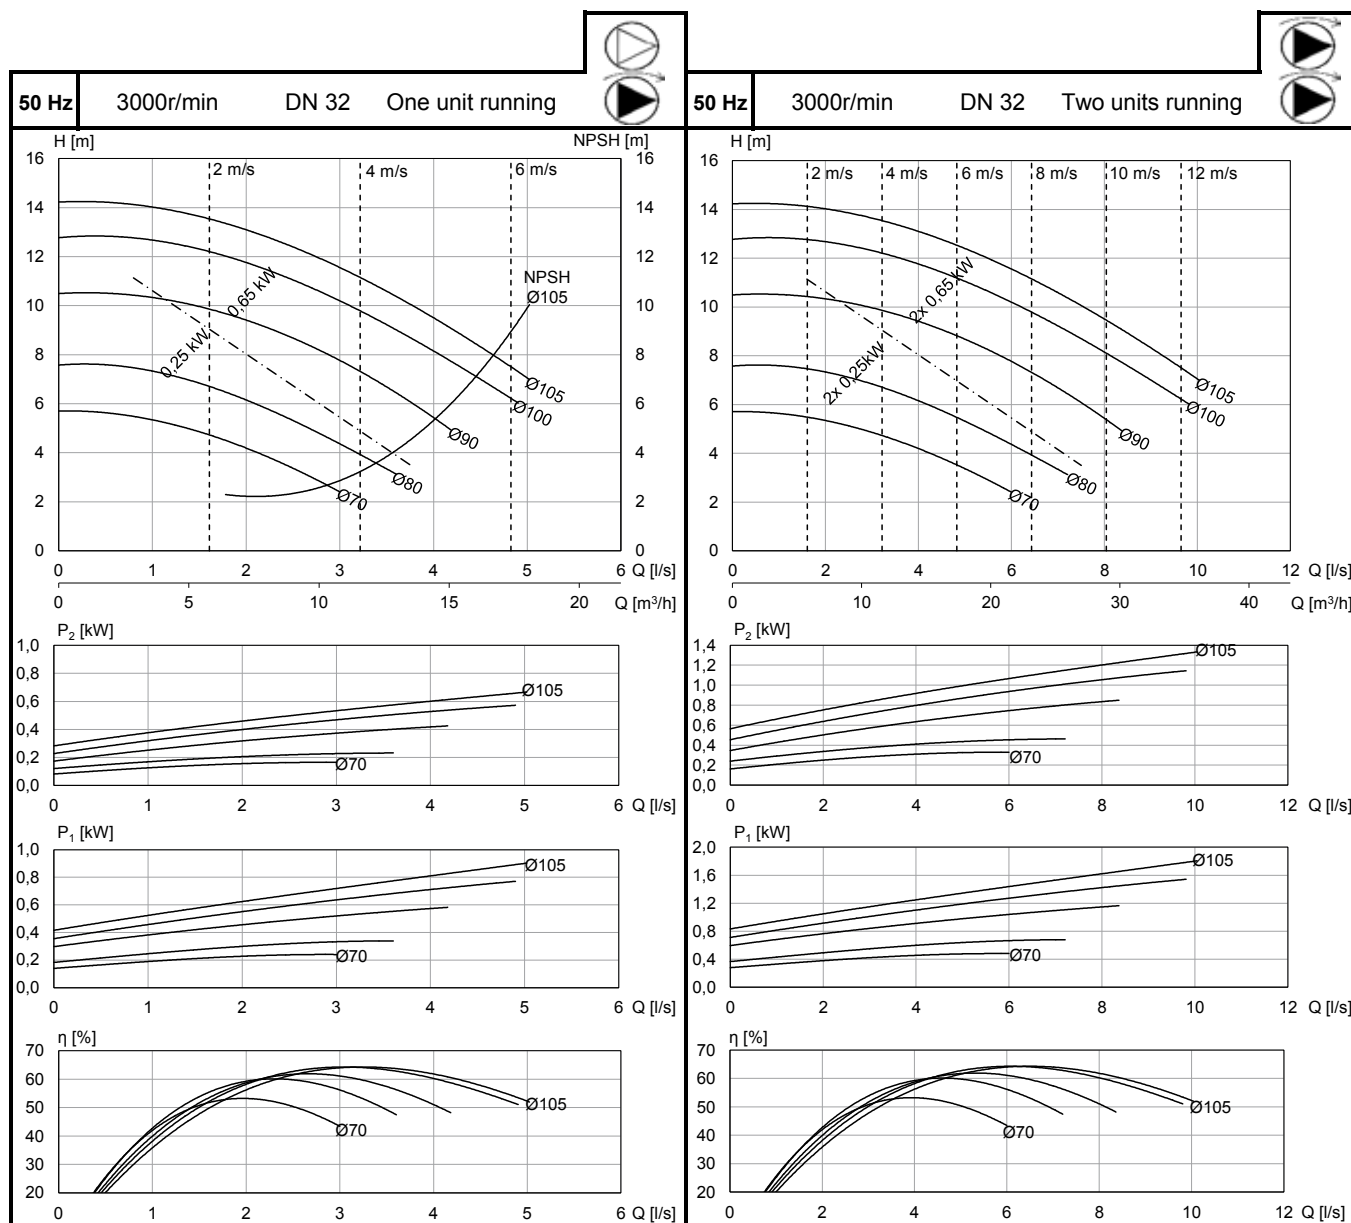 50 Hz 3000r/min DN 32 One unit running
H [m] NPSH [m]
16 2 m/s 4 m/s 6 m/s 16
14 14
12 12
NPSH
10 0,65 kW Ø105 10
8 0,25 kW 8
Ø105
6 Ø100 6
Ø90
4 4
Ø80
2 Ø70 2
0 0
0 1 2 3 4 5 6 Q [l/s]
0 5 10 15 20 Q [m³/h]
P2 [kW]
1,0
0,8
0,6 Ø105
0,4
0,2 Ø70
0,0
0 1 2 3 4 5 6 Q [l/s]
P1 [kW]
1,0
0,8 Ø105
0,6
0,4
0,2 Ø70
0,0
0 1 2 3 4 5 6 Q [l/s]
η [%]
70
60
50 Ø105
40 Ø70
30
20
0 1 2 3 4 5 6 Q [l/s]
50 Hz 3000r/min DN 32 Two units running
H [m]
16 2 m/s 4 m/s 6 m/s 8 m/s 10 m/s 12 m/s
14
12
10 2x 0,65 kW
8 2x 0,25kW
Ø105
6 Ø100
Ø90
4
Ø80
2 Ø70
0
0 2 4 6 8 10 12 Q [l/s]
0 10 20 30 40 Q [m³/h]
P2 [kW]
1,4 Ø105
1,2
1,0
0,8
0,6
0,4
0,2 Ø70
0,0
0 2 4 6 8 10 12 Q [l/s]
P1 [kW]
2,0
1,6 Ø105
1,2
0,8
0,4 Ø70
0,0
0 2 4 6 8 10 12 Q [l/s]
η [%]
70
60
50 Ø105
40 Ø70
30
20
0 2 4 6 8 10 12 Q [l/s]